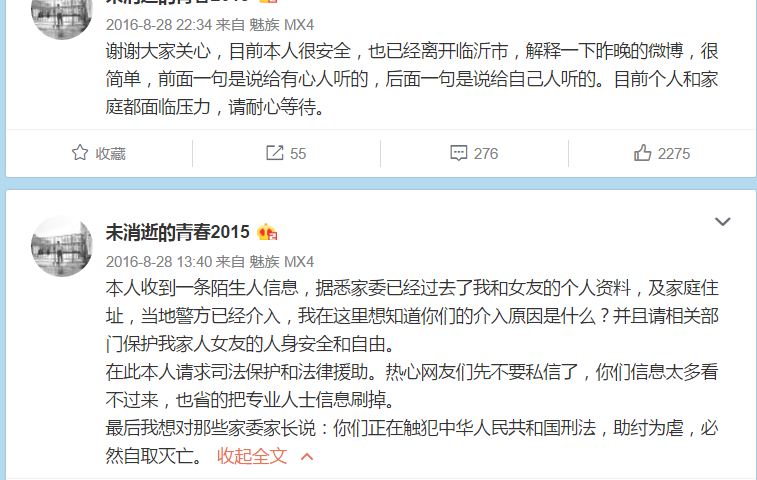 未消逝的青春2015
2016-8-28 22:34 来自 魅族 MX4
谢谢大家关心，目前本人很安全，也已经离开临沂市，解释一下昨晚的微博，很
简单，前面一句是说给有心人听的，后面一句是说给自己人听的。目前个人和家
庭都面临压力，请耐心等待。
收藏
55
276
2275
未消逝的青春2015
2016-8-28 13:40 来自 魅族 MX4
本人收到一条陌生人信息，据悉家委已经过去了我和女友的个人资料，及家庭住
址，当地警方已经介入，我在这里想知道你们的介入原因是什么？并且请相关部
门保护我家人女友的人身安全和自由。
在此本人请求司法保护和法律援助。热心网友们先不要私信了，你们信息太多看
不过来，也省的把专业人士信息刷掉。
最后我想对那些家委家长说：你们正在触犯中华人民共和国刑法，助纣为虐，必
然自取灭亡。 收起全文